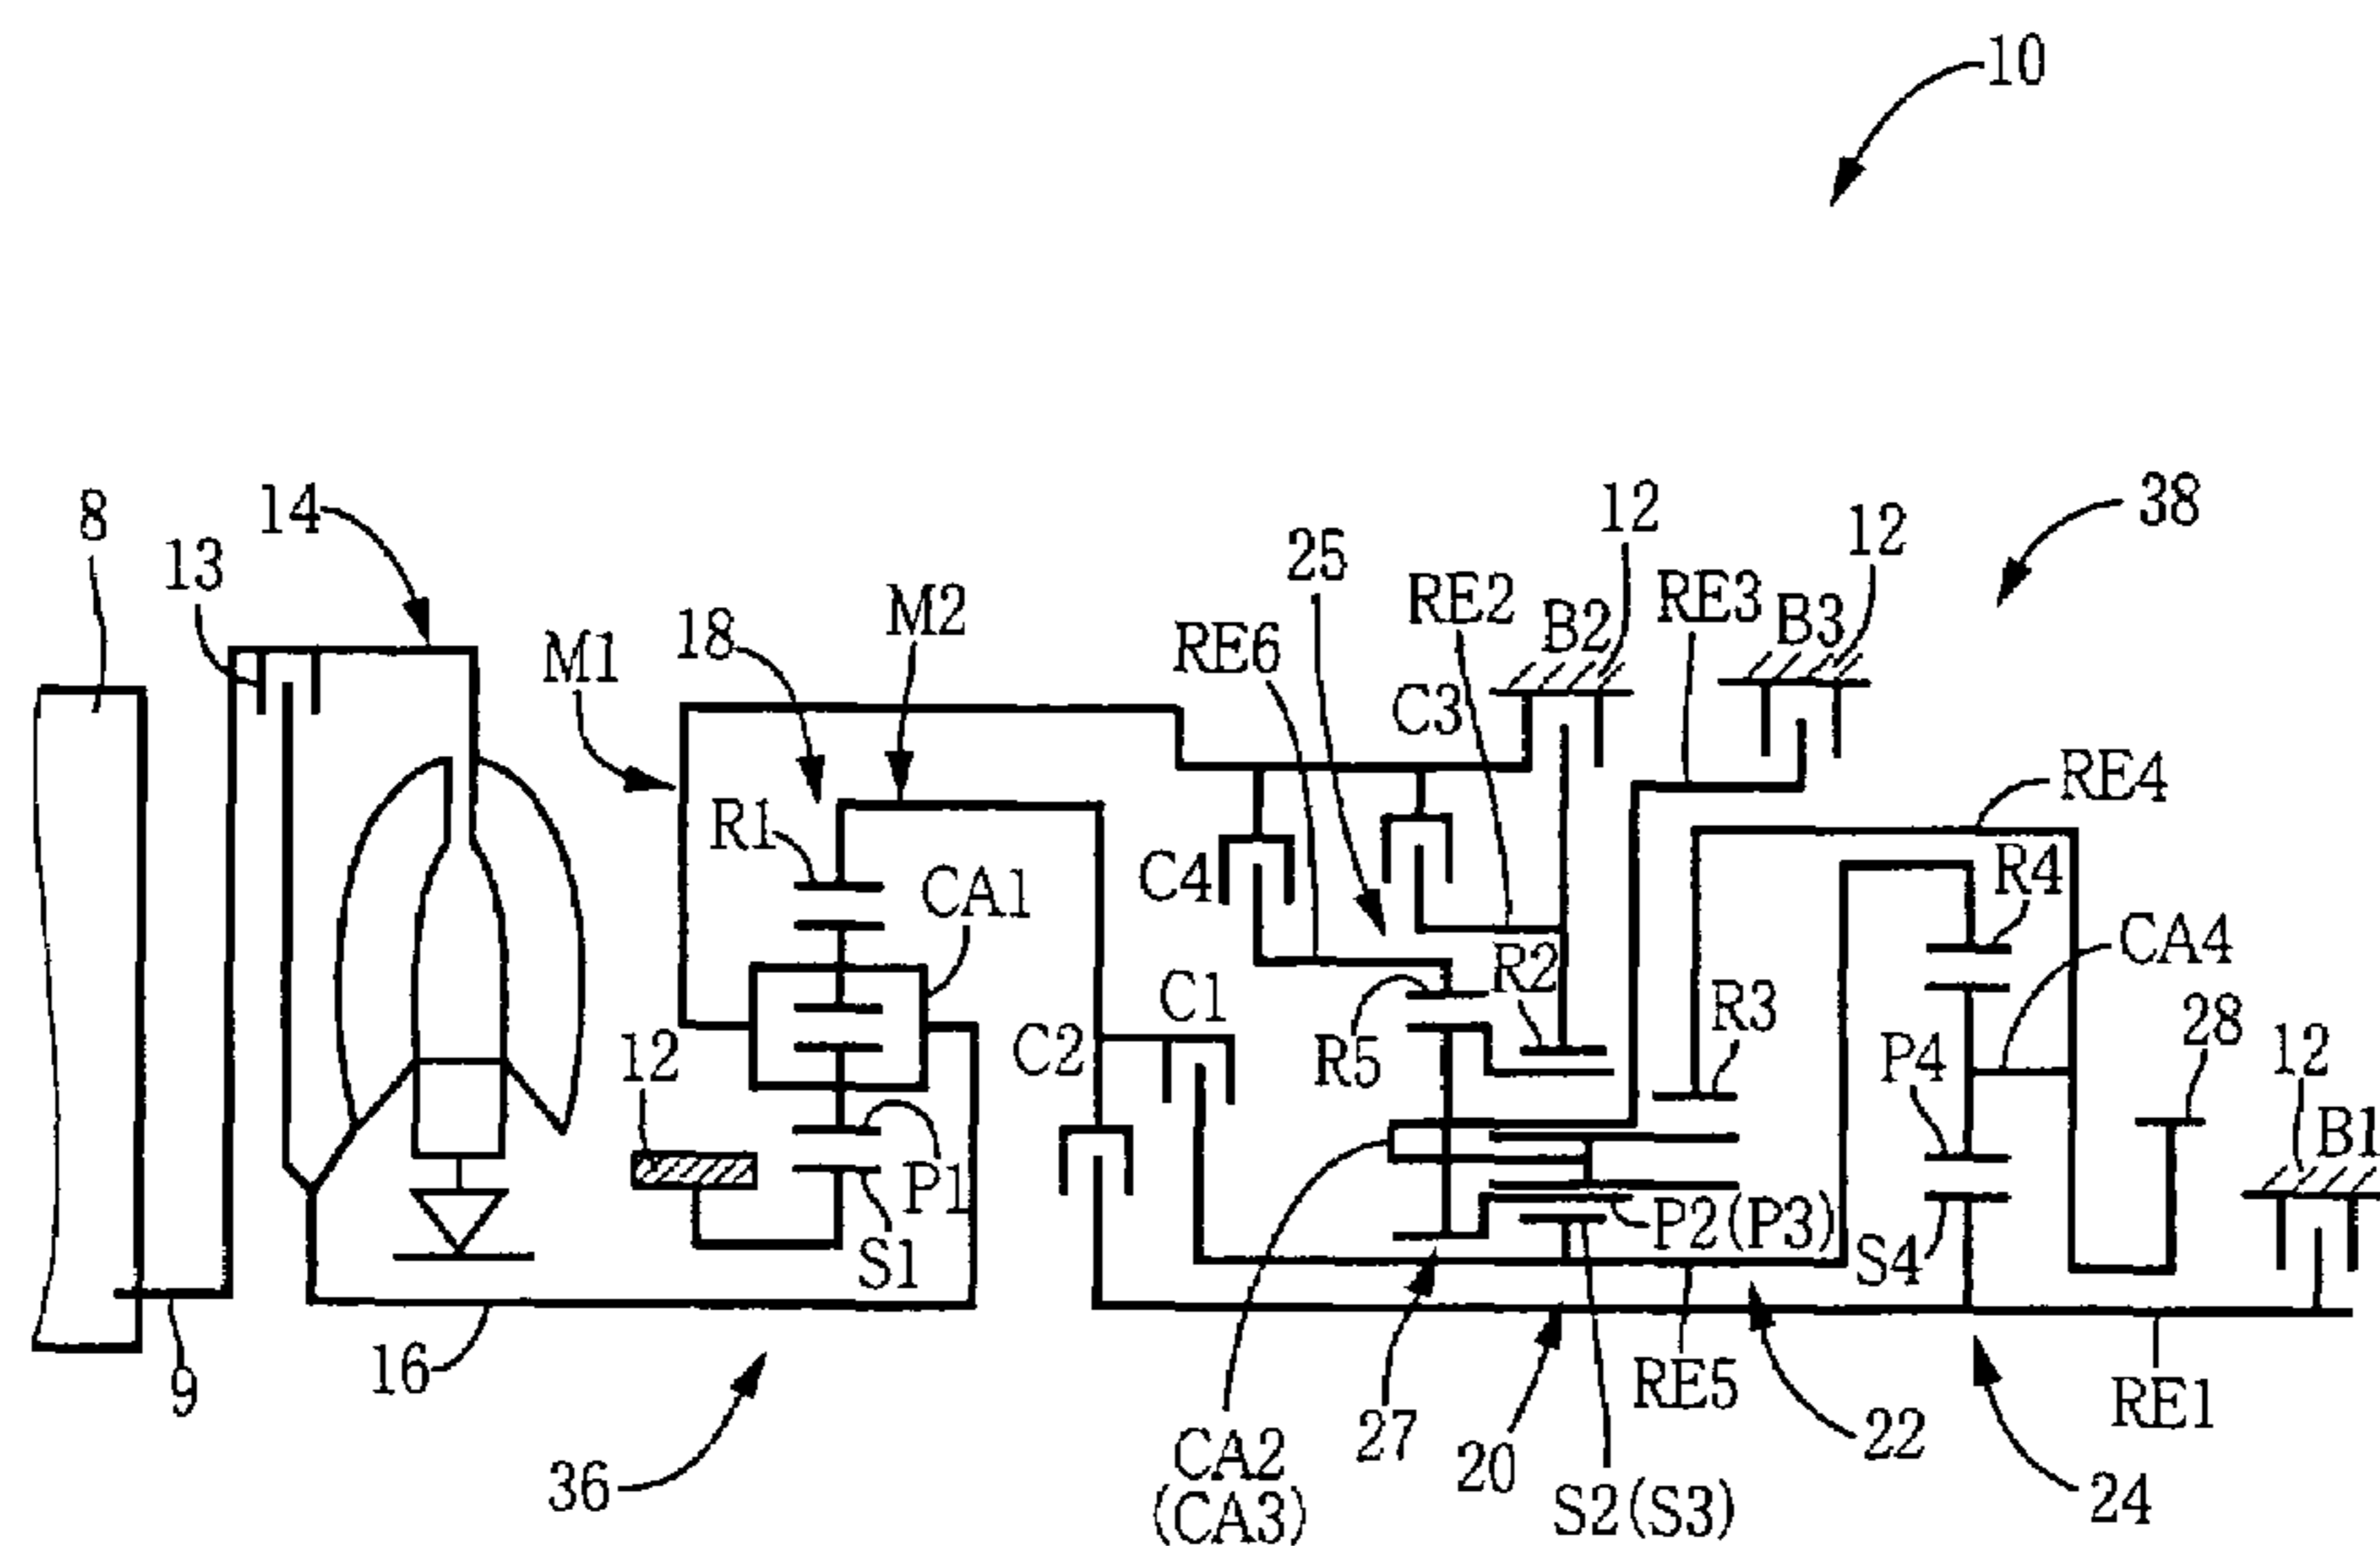 10
8
14
38
12
12
13
25
RE2
B2
RE3
B3
M1
18
M2
RE6
C3
RE4
R1
CA1
C4
R4
CA4
R2
R3
28
C1
12
C2
R5
P4
12
B1
P1
P2(P3)
S1
S4
9
16
RE5
RE1
CA2
(CA3)
27
20
22
36
S2(S3)
24